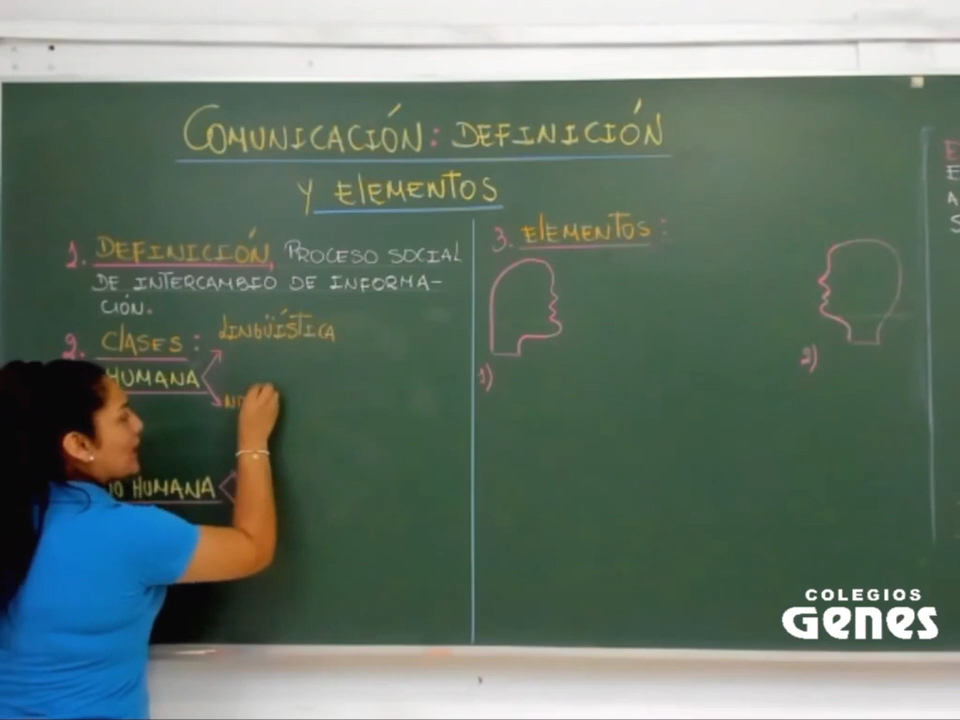 COMUNICACIÓN: DEFINICIÓN
Y ELEMENTOS
1. DEFINICIÓN, PROCESO SOCIAL
DE INTERCAMBIO DE INFORMA-
CIÓN.
2. CLASES: LINGÜÍSTICA
HUMANA
HUMANA
3. ELEMENTOS:
1)
2)
COLEGIOS
Genes